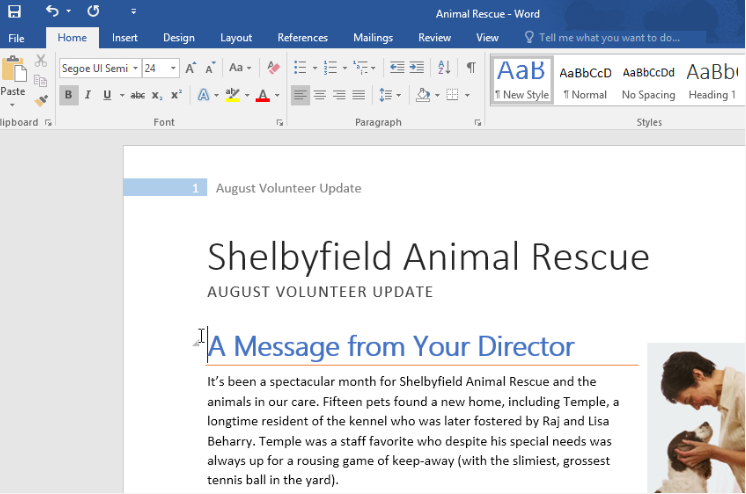 Animal Rescue - Word
File Home Insert Design Layout References Mailings Review View Tell me what you want to do...
Segoe UI Semi 24 Aa
Paste B I U abc x₂ x² A aby A
AaB AaBbCcD AaBbCcDd AaBb(
¶ New Style ¶ Normal No Spacing Heading 1
lipboard Font Paragraph Styles
1 August Volunteer Update
Shelbyfield Animal Rescue
AUGUST VOLUNTEER UPDATE
A Message from Your Director
It's been a spectacular month for Shelbyfield Animal Rescue and the
animals in our care. Fifteen pets found a new home, including Temple, a
longtime resident of the kennel who was later fostered by Raj and Lisa
Beharry. Temple was a staff favorite who despite his special needs was
always up for a rousing game of keep-away (with the slimiest, grossest
tennis ball in the yard).